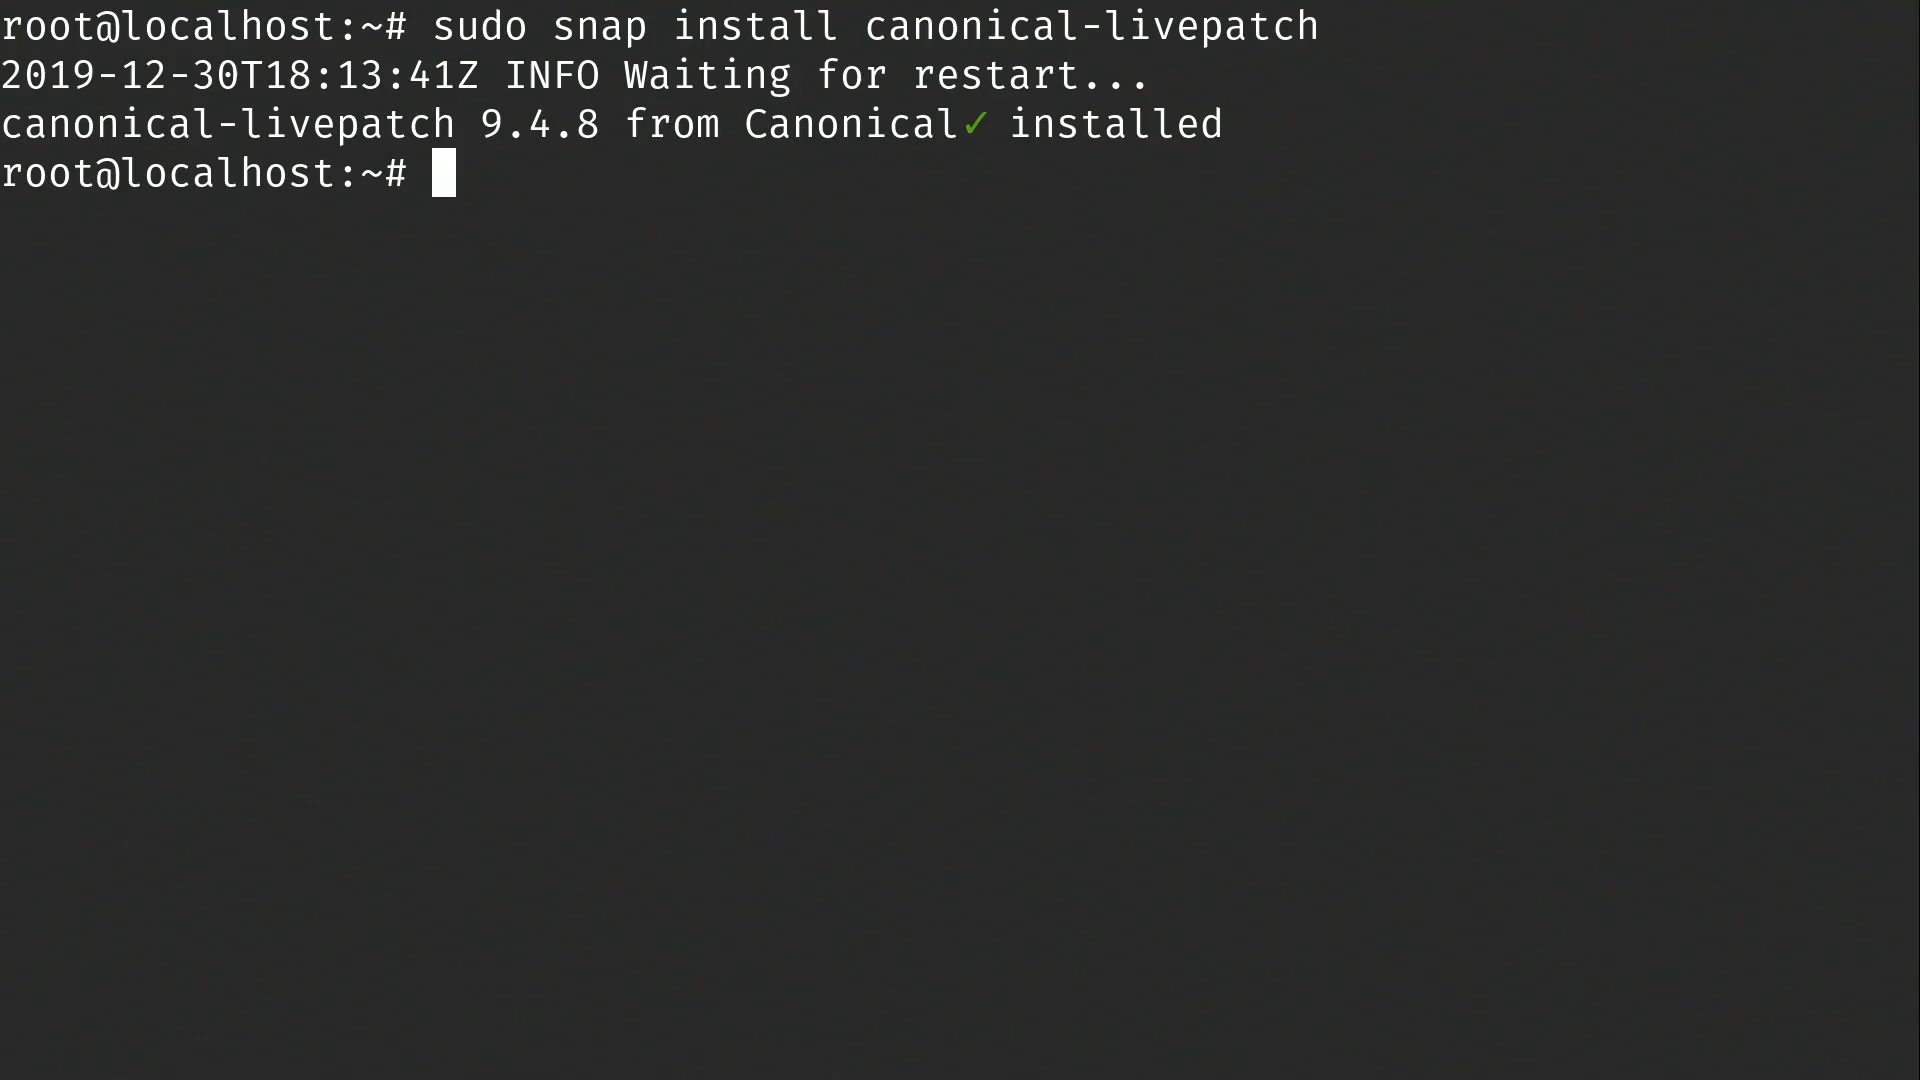 root@localhost:~# sudo snap install canonical-livepatch
2019-12-30T18:13:41Z INFO Waiting for restart...
canonical-livepatch 9.4.8 from Canonical✓ installed
root@localhost:~#